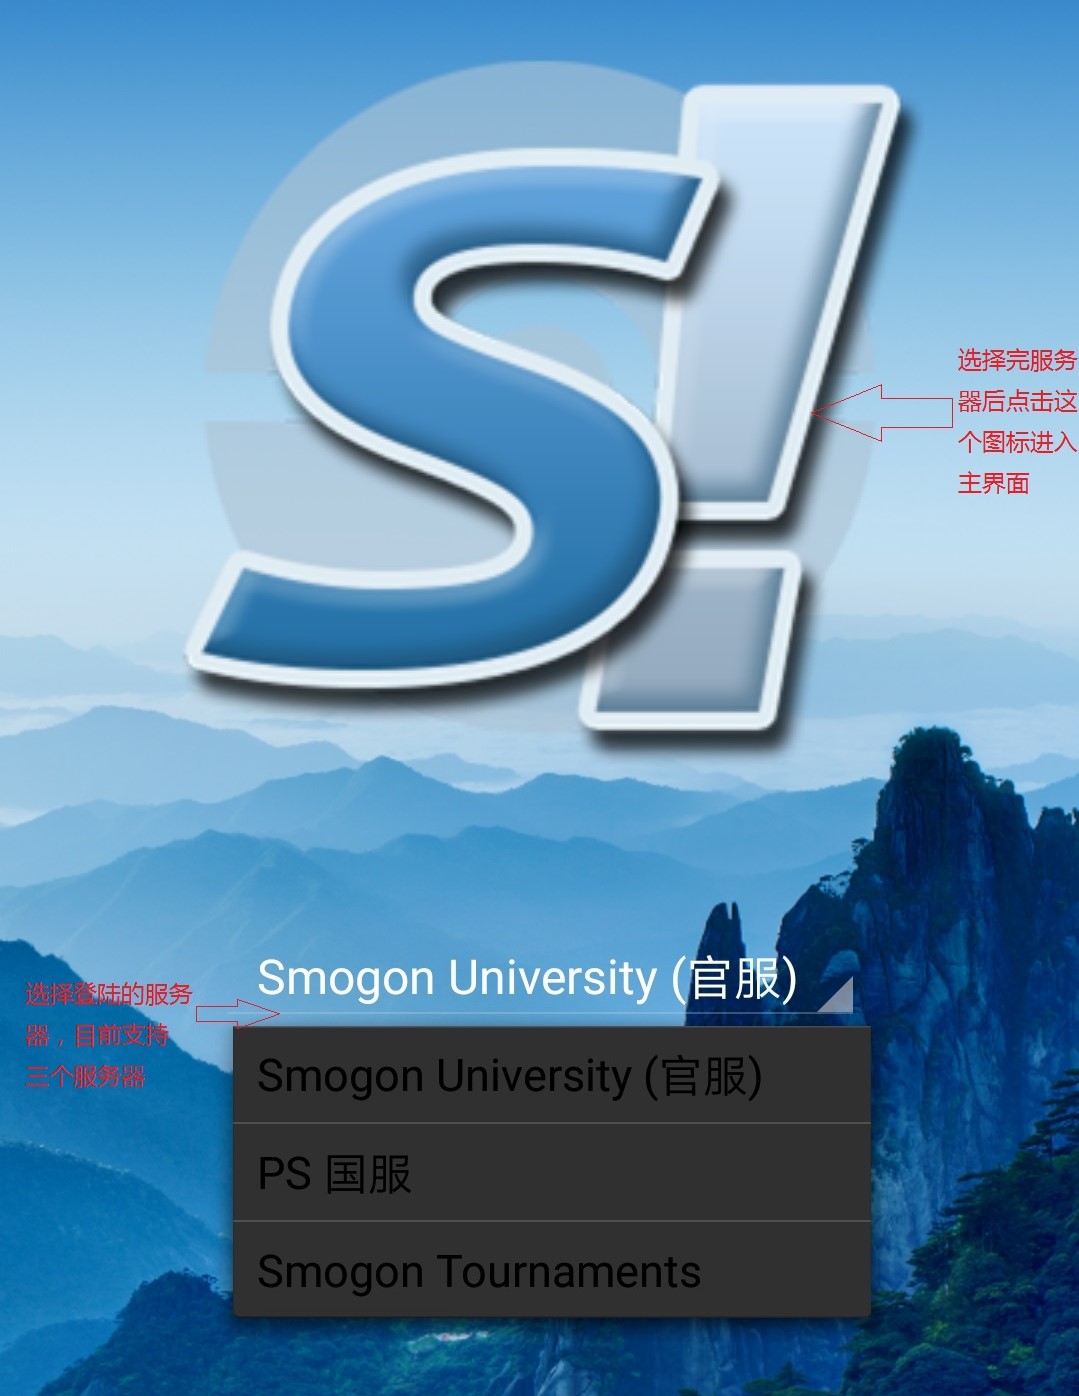 S!
选择完服务
器后点击这
个图标进入
主界面
Smogon University (官服)
选择登陆的服务
器，目前支持
三个服务器
Smogon University (官服)
PS 国服
Smogon Tournaments